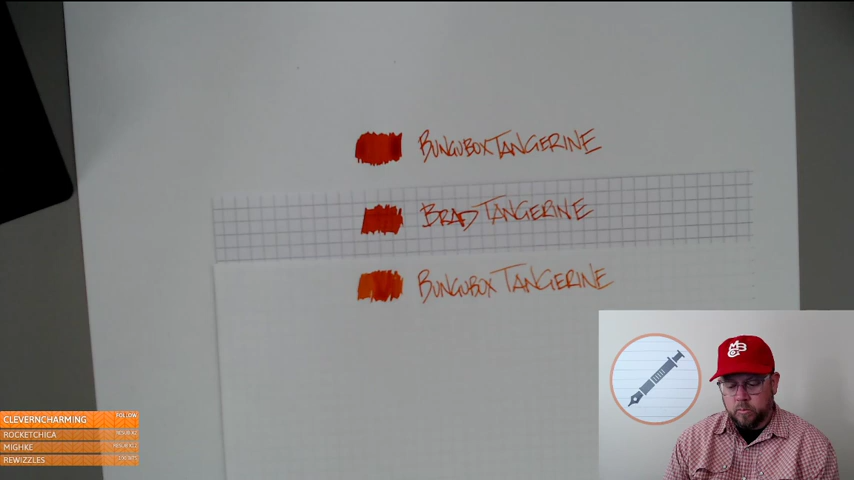 BUNGUBOX TANGERINE
BRAD TANGERINE
BUNGUBOX TANGERINE
CLEVERNCHARMING FOLLOW
ROCKETCHICA
MIGHKE
REWIZZLES